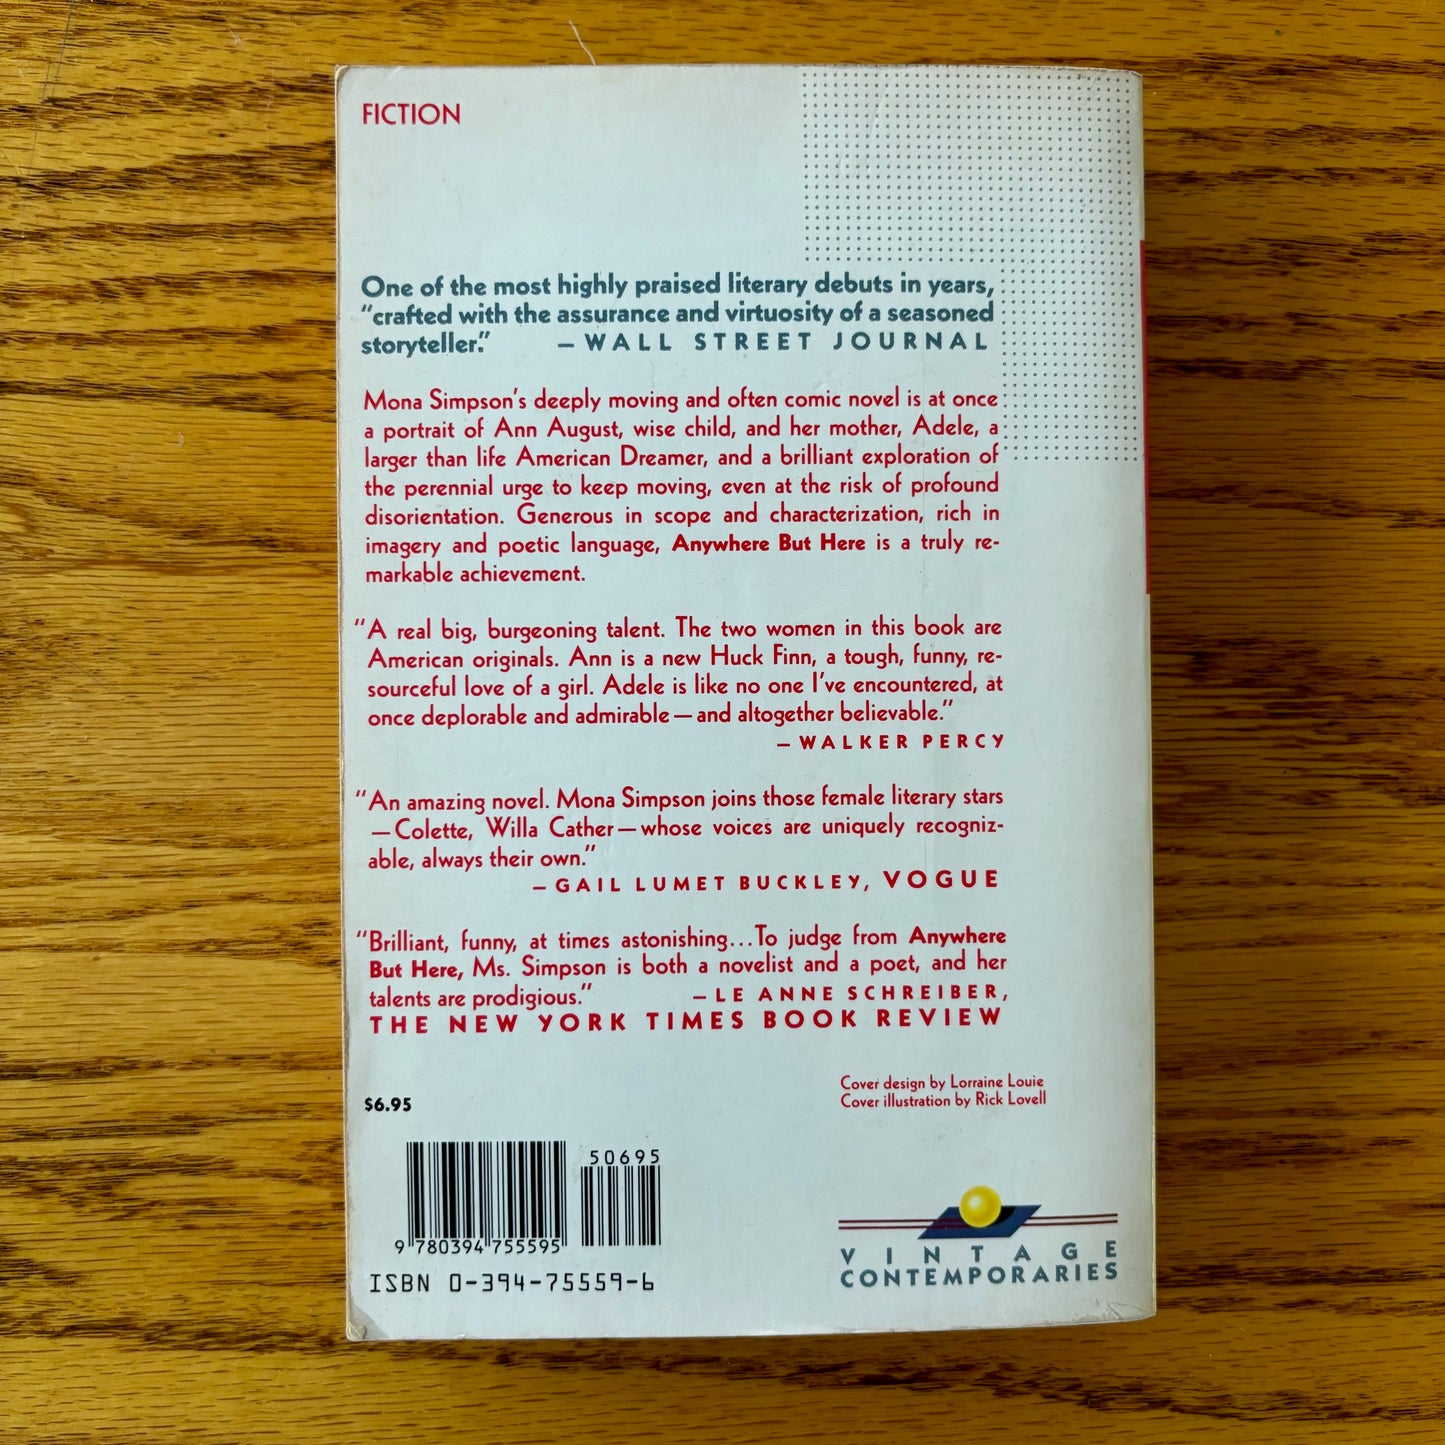 FICTION
One of the most highly praised literary debuts in years,
"crafted with the assurance and virtuosity of a seasoned
storyteller." — WALL STREET JOURNAL
Mona Simpson's deeply moving and often comic novel is at once
a portrait of Ann August, wise child, and her mother, Adele, a
larger than life American Dreamer, and a brilliant exploration of
the perennial urge to keep moving, even at the risk of profound
disorientation. Generous in scope and characterization, rich in
imagery and poetic language, Anywhere But Here is a truly re-
markable achievement.
"A real big, burgeoning talent. The two women in this book are
American originals. Ann is a new Huck Finn, a tough, funny, re-
sourceful love of a girl. Adele is like no one I've encountered, at
once deplorable and admirable—and altogether believable."
— WALKER PERCY
"An amazing novel. Mona Simpson joins those female literary stars
—Colette, Willa Cather—whose voices are uniquely recogniz-
able, always their own."
— GAIL LUMET BUCKLEY, VOGUE
"Brilliant, funny, at times astonishing...To judge from Anywhere
But Here, Ms. Simpson is both a novelist and a poet, and her
talents are prodigious." — LE ANNE SCHREIBER,
THE NEW YORK TIMES BOOK REVIEW
Cover design by Lorraine Louie
Cover illustration by Rick Lovell
$6.95
50695
9 780394 755595
ISBN 0-394-75559-6
VINTAGE
CONTEMPORARIES